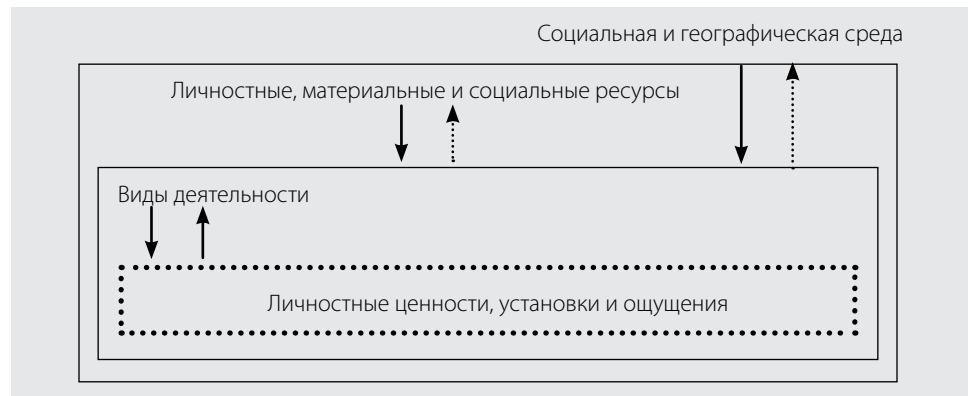 Социальная и географическая среда
Личностные, материальные и социальные ресурсы
Виды деятельности
Личностные ценности, установки и ощущения